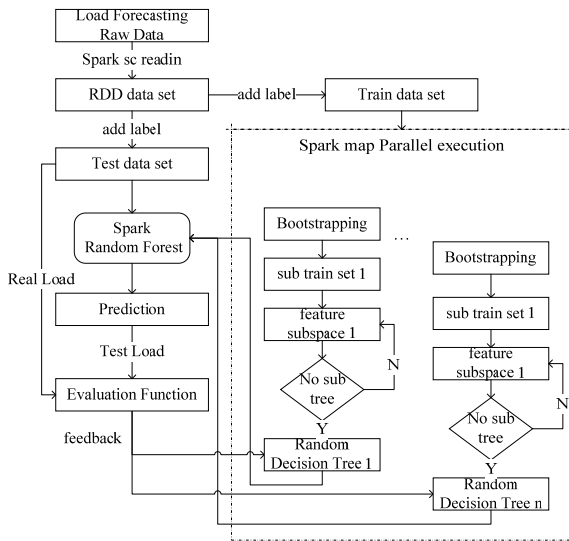 Load Forecasting
Raw Data
Spark sc readin
RDD data set
add label
Train data set
add label
Test data set
Spark map Parallel execution
Spark
Random Forest
Real Load
Prediction
Test Load
Evaluation Function
feedback
Bootstrapping
...
sub train set 1
feature
subspace 1
N
No sub
tree
Y
Random
Decision Tree 1
Bootstrapping
sub train set 1
feature
subspace 1
N
No sub
tree
Y
Random
Decision Tree n